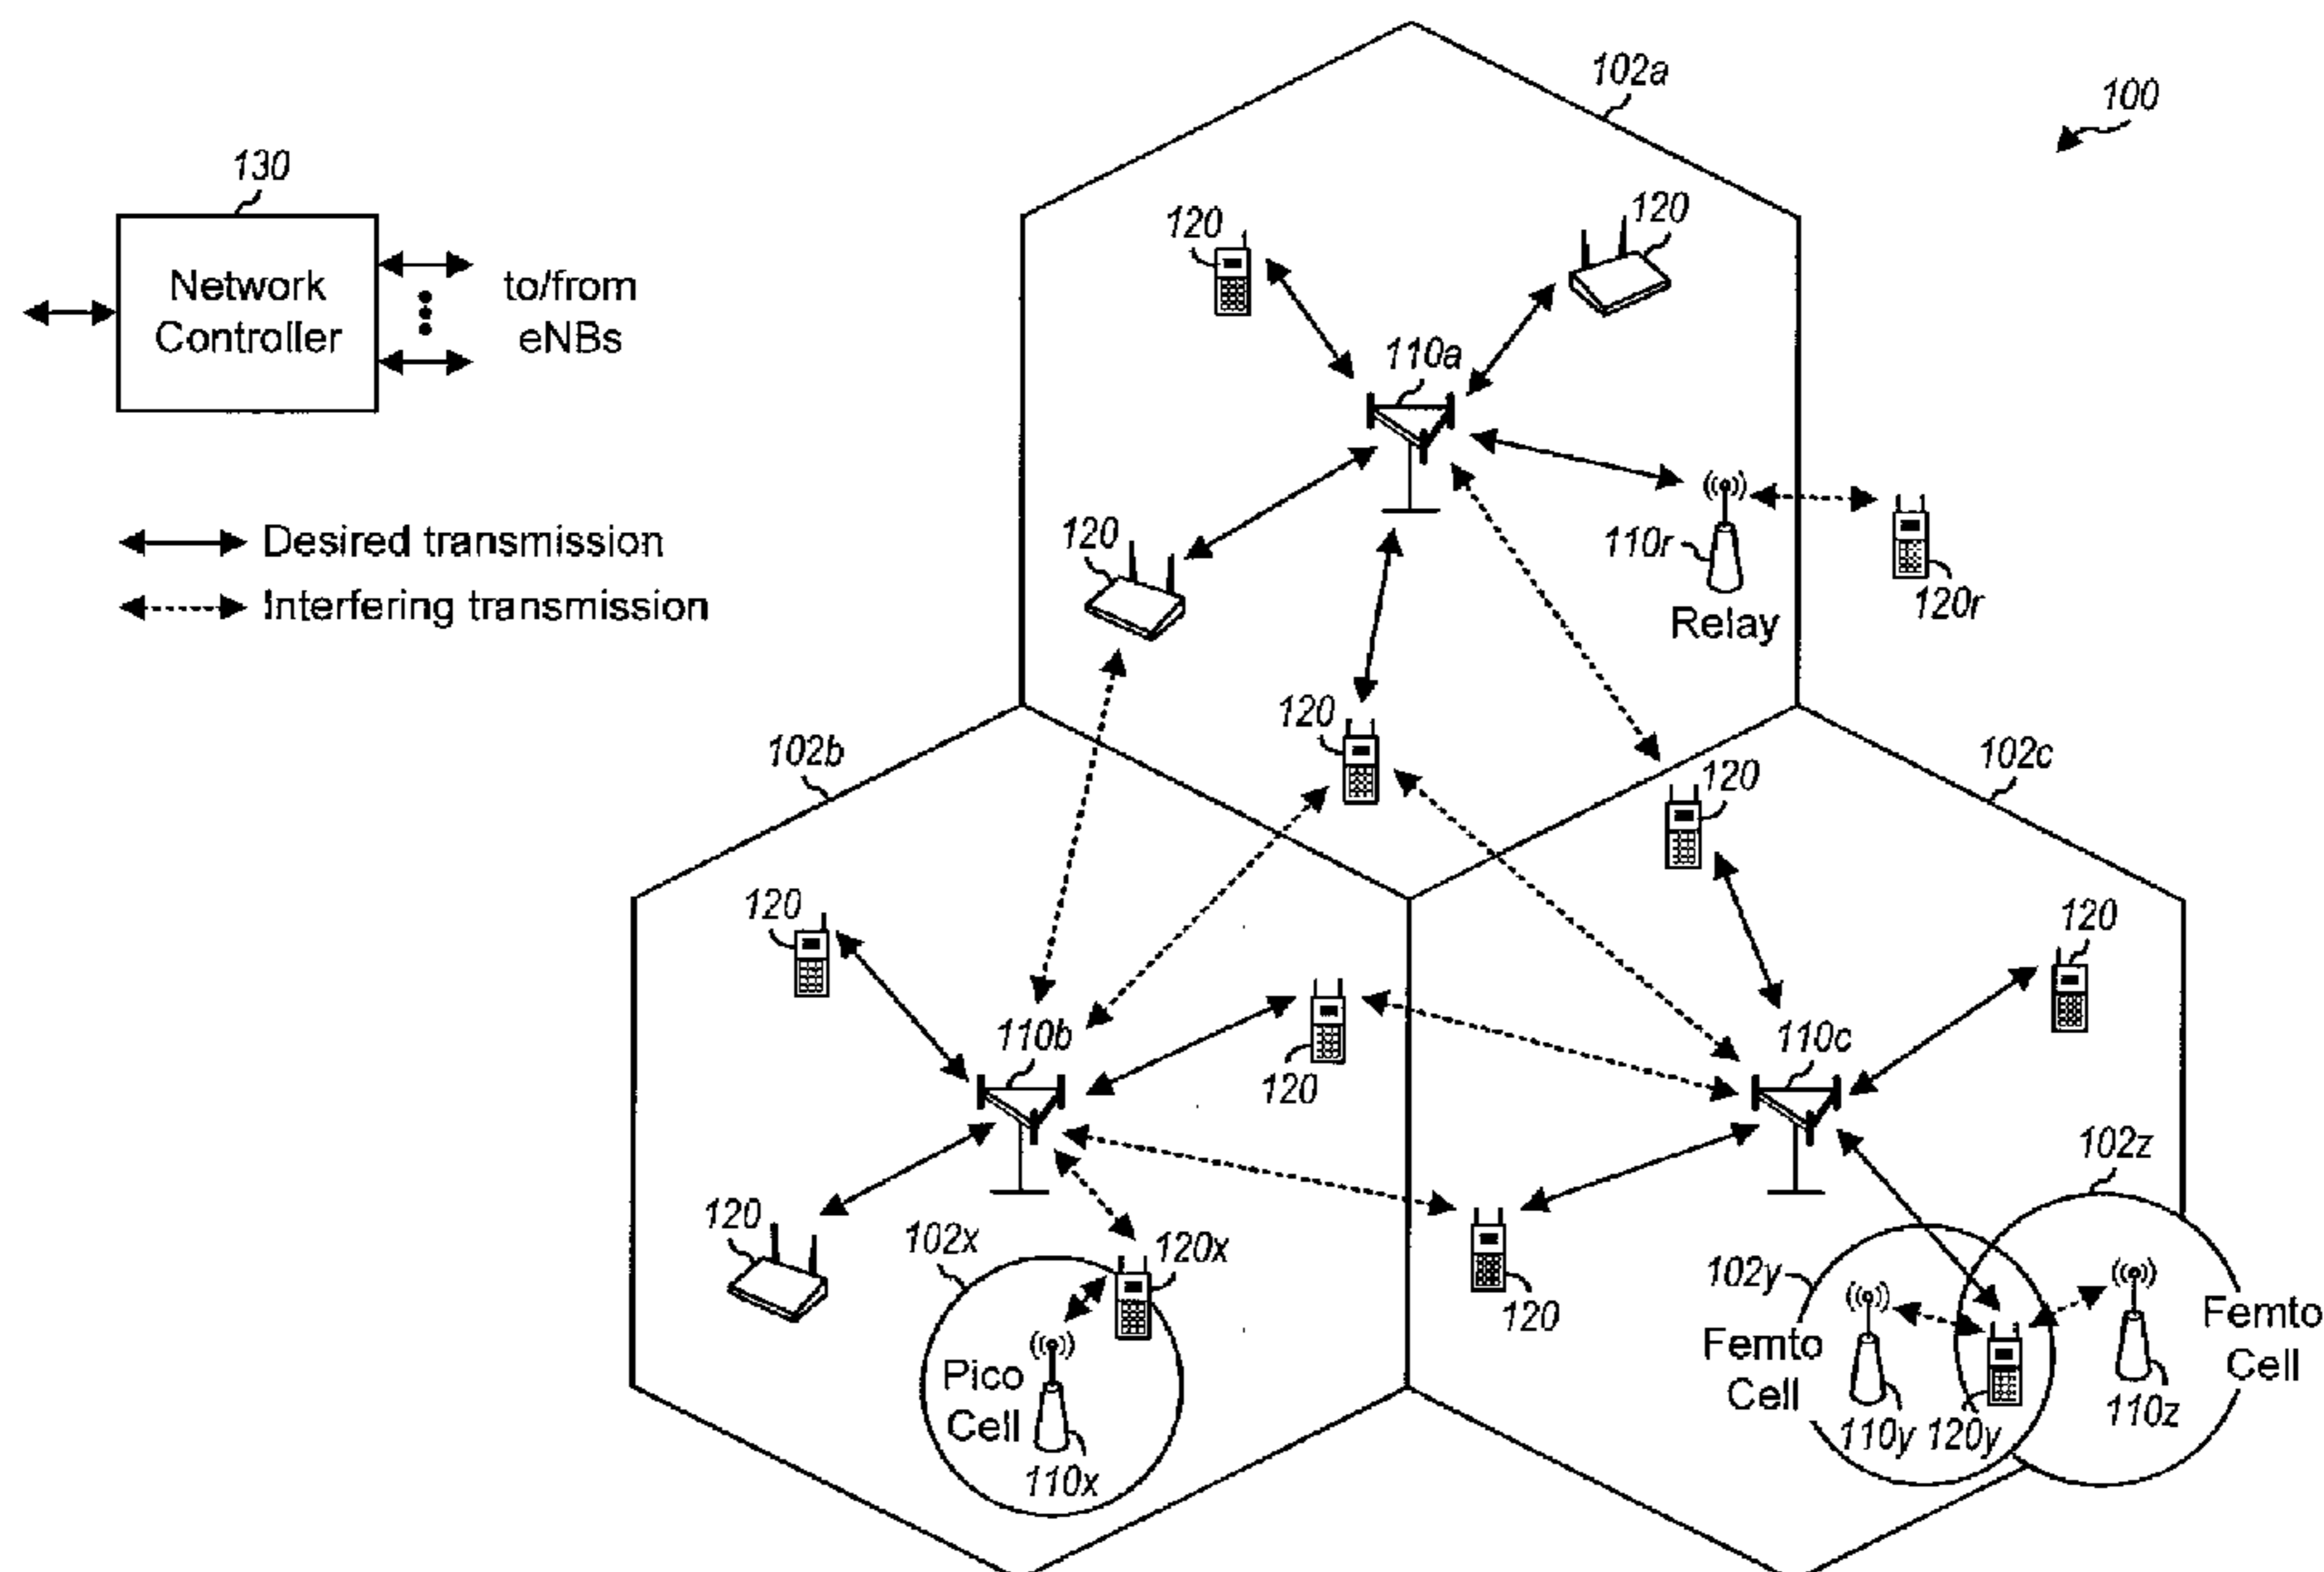 102a
100
130
120
120
Network
Controller
to/from
eNBs
110a
Desired transmission
Interfering transmission
120
110r
Relay
120r
120
102b
102c
120
120
120
110b
120
110c
102z
120
102x
120x
120
102y
Femto
Cell
Femto
Cell
Pico
Cell
110x
110y
120y
110z